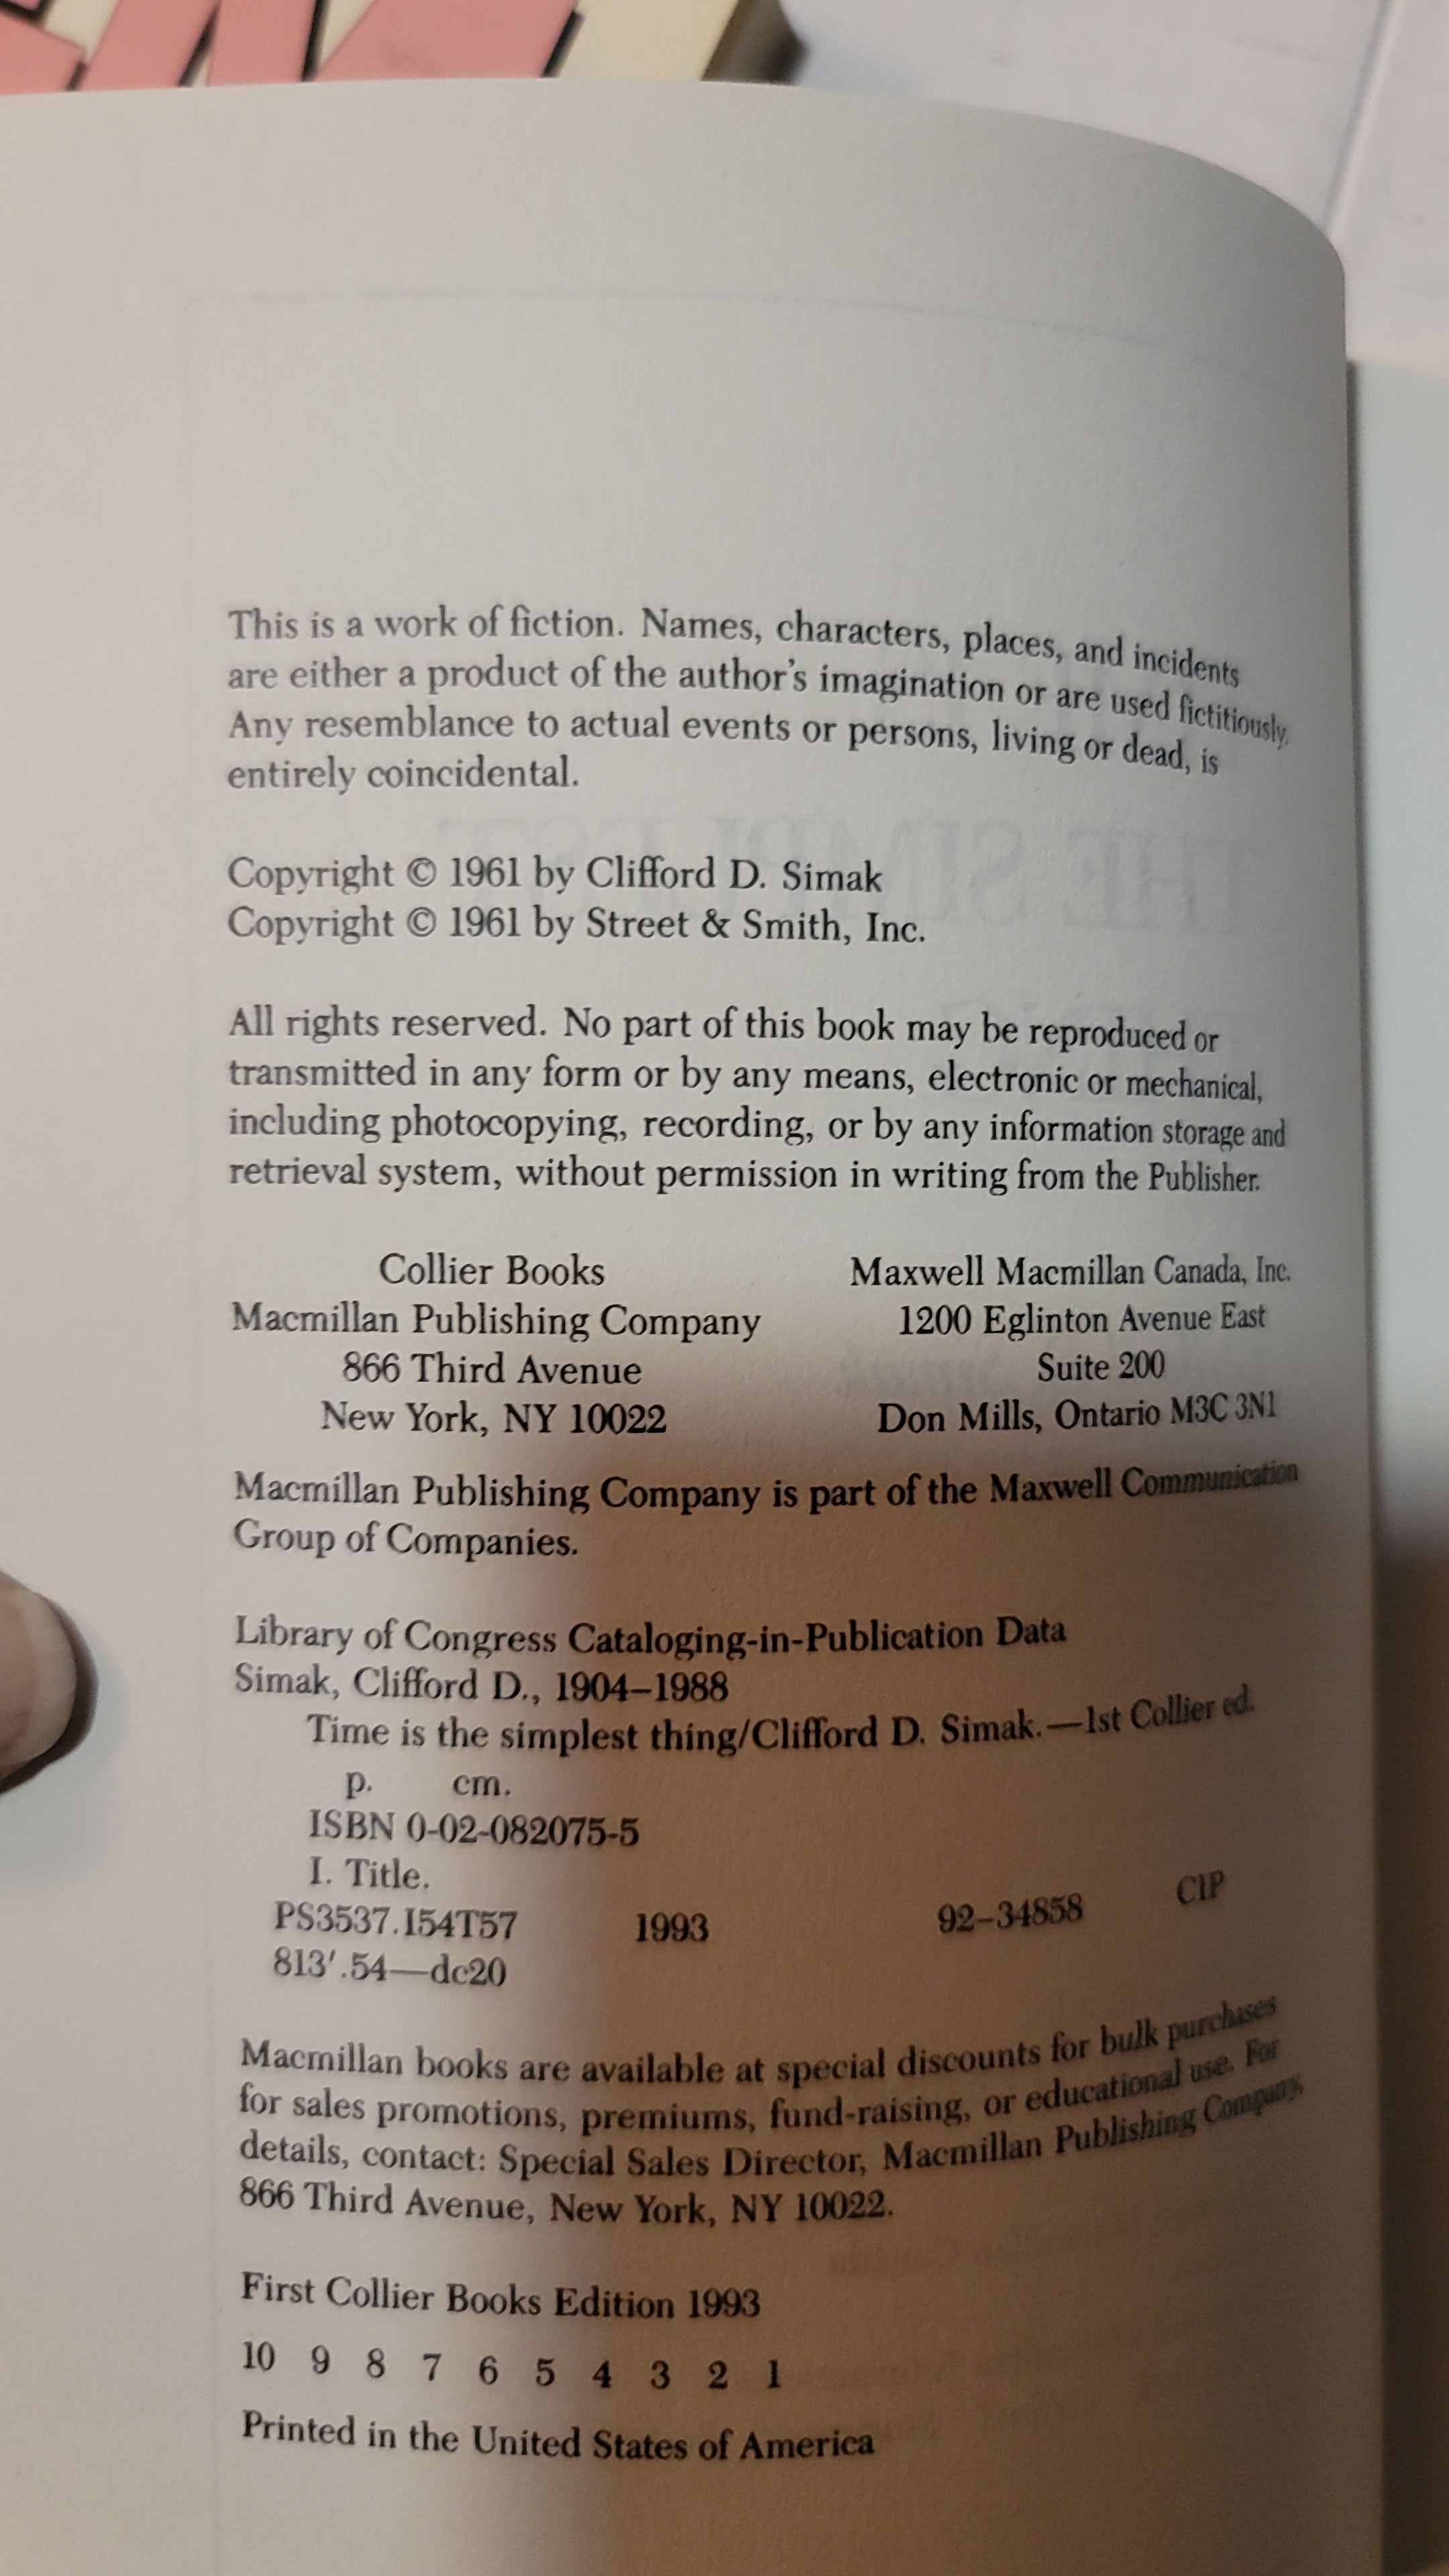 This is a work of fiction. Names, characters, places, and incidents
are either a product of the author's imagination or are used fictitiously.
Any resemblance to actual events or persons, living or dead, is
entirely coincidental.
Copyright © 1961 by Clifford D. Simak
Copyright © 1961 by Street & Smith, Inc.
All rights reserved. No part of this book may be reproduced or
transmitted in any form or by any means, electronic or mechanical,
including photocopying, recording, or by any information storage and
retrieval system, without permission in writing from the Publisher.
Collier Books
Macmillan Publishing Company
866 Third Avenue
New York, NY 10022
Maxwell Macmillan Canada, Inc.
1200 Eglinton Avenue East
Suite 200
Don Mills, Ontario M3C 3N1
Macmillan Publishing Company is part of the Maxwell Communication
Group of Companies.
Library of Congress Cataloging-in-Publication Data
Simak, Clifford D., 1904–1988
Time is the simplest thing/Clifford D. Simak.—1st Collier ed.
p. cm.
ISBN 0-02-082075-5
I. Title.
PS3537.I54T57 1993 92–34858 CIP
813′.54—dc20
Macmillan books are available at special discounts for bulk purchases
for sales promotions, premiums, fund-raising, or educational use. For
details, contact: Special Sales Director, Macmillan Publishing Company,
866 Third Avenue, New York, NY 10022.
First Collier Books Edition 1993
10 9 8 7 6 5 4 3 2 1
Printed in the United States of America